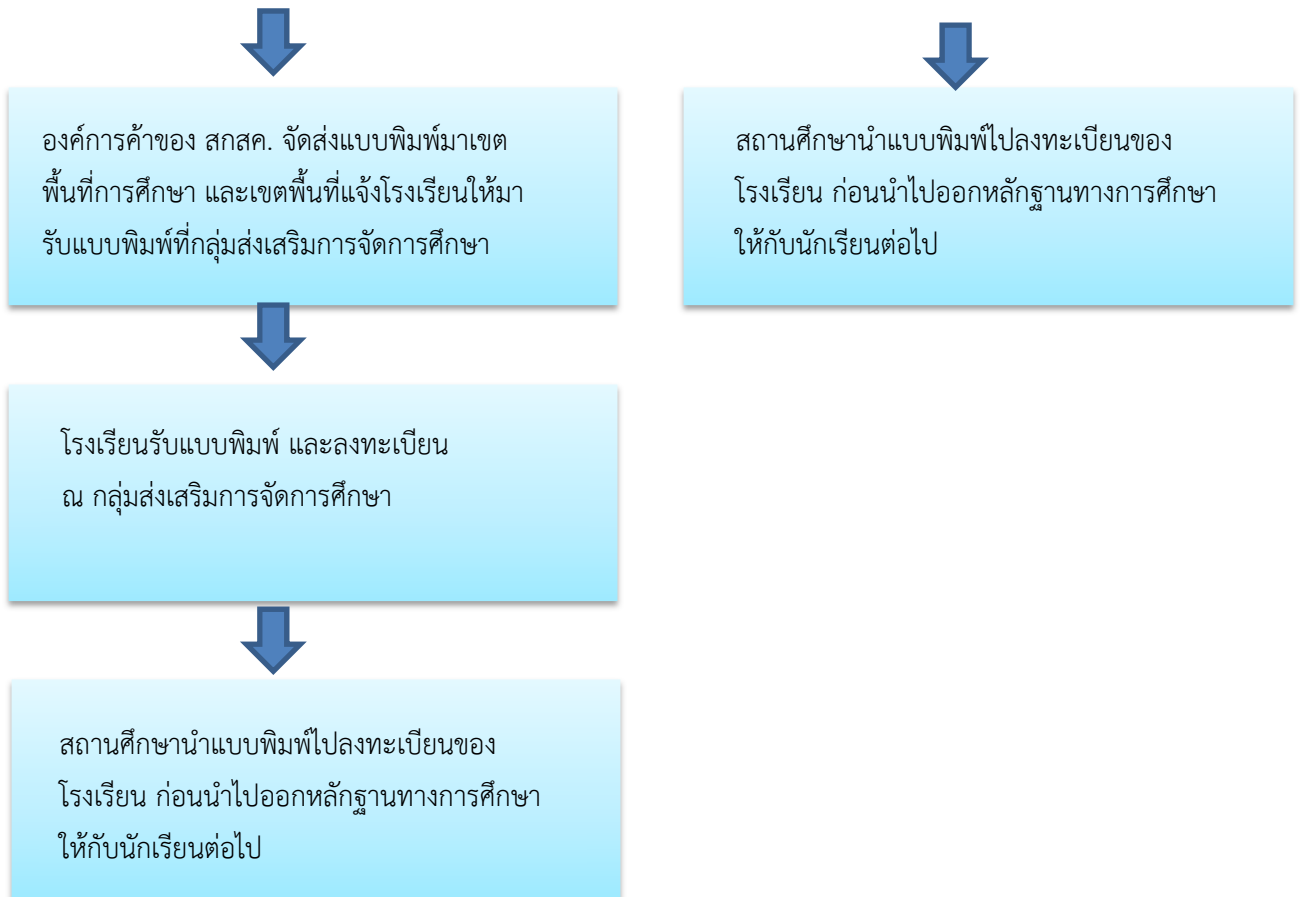 องค์การค้าของ สกสค. จัดส่งแบบพิมพ์มาเขต
พื้นที่การศึกษา และเขตพื้นที่แจ้งโรงเรียนให้มา
รับแบบพิมพ์ที่กลุ่มส่งเสริมการจัดการศึกษา
โรงเรียนรับแบบพิมพ์ และลงทะเบียน
ณ กลุ่มส่งเสริมการจัดการศึกษา
สถานศึกษานำแบบพิมพ์ไปลงทะเบียนของ
โรงเรียน ก่อนนำไปออกหลักฐานทางการศึกษา
ให้กับนักเรียนต่อไป
สถานศึกษานำแบบพิมพ์ไปลงทะเบียนของ
โรงเรียน ก่อนนำไปออกหลักฐานทางการศึกษา
ให้กับนักเรียนต่อไป